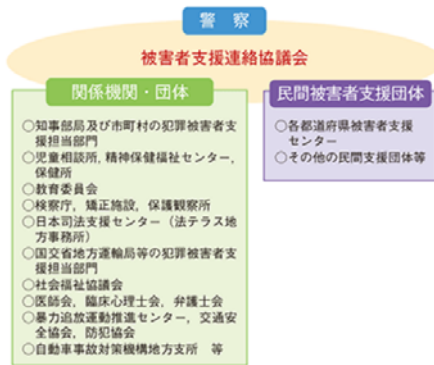 警 察
被害者支援連絡協議会
関係機関・団体
○知事部局及び市町村の犯罪被害者支
援担当部門
○児童相談所，精神保健福祉センター，
保健所
○教育委員会
○検察庁，矯正施設，保護観察所
○日本司法支援センター（法テラス地
方事務所）
○国交省地方運輸局等の犯罪被害者支
援担当部門
○社会福祉協議会
○医師会，臨床心理士会，弁護士会
○暴力追放運動推進センター，交通安
全協会，防犯協会
○自動車事故対策機構地方支所　等
民間被害者支援団体
○各都道府県被害者支援
センター
○その他の民間支援団体等